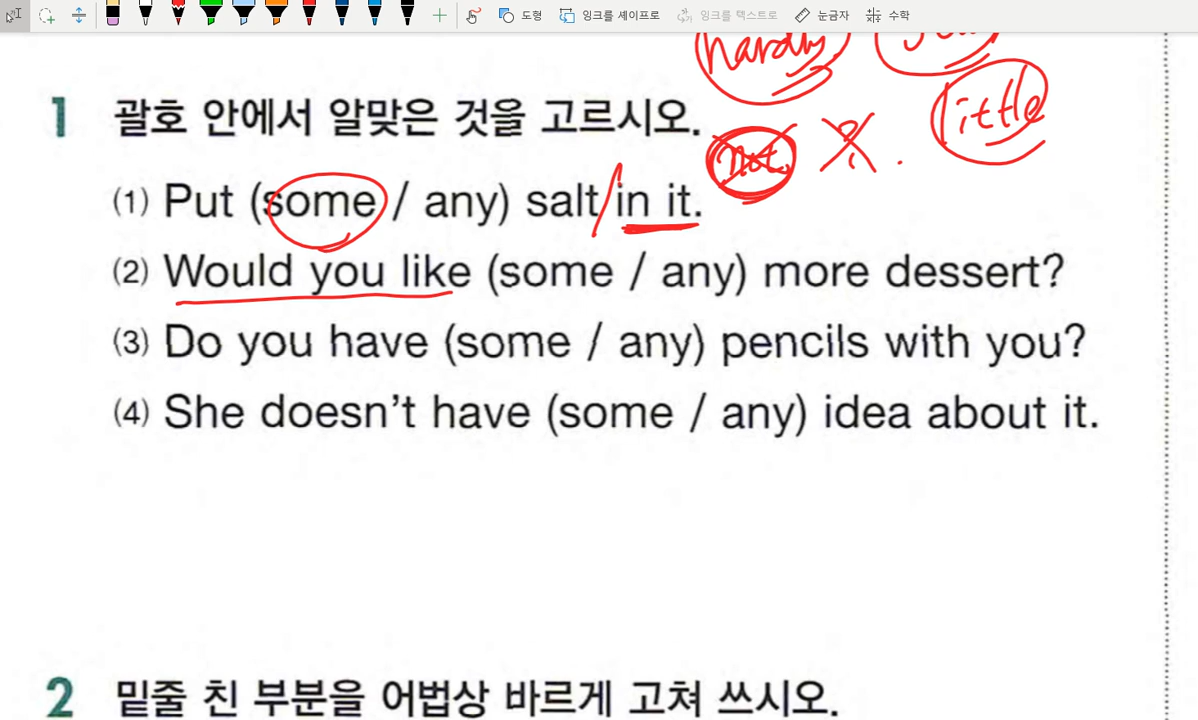 도형 잉크를 셰이프로 잉크를 텍스트로 눈금자 수학
hardly
little
not
1 괄호 안에서 알맞은 것을 고르시오.
(1) Put (some / any) salt/in it.
(2) Would you like (some / any) more dessert?
(3) Do you have (some / any) pencils with you?
(4) She doesn't have (some / any) idea about it.
2 밑줄 친 부분을 어법상 바르게 고쳐 쓰시오.